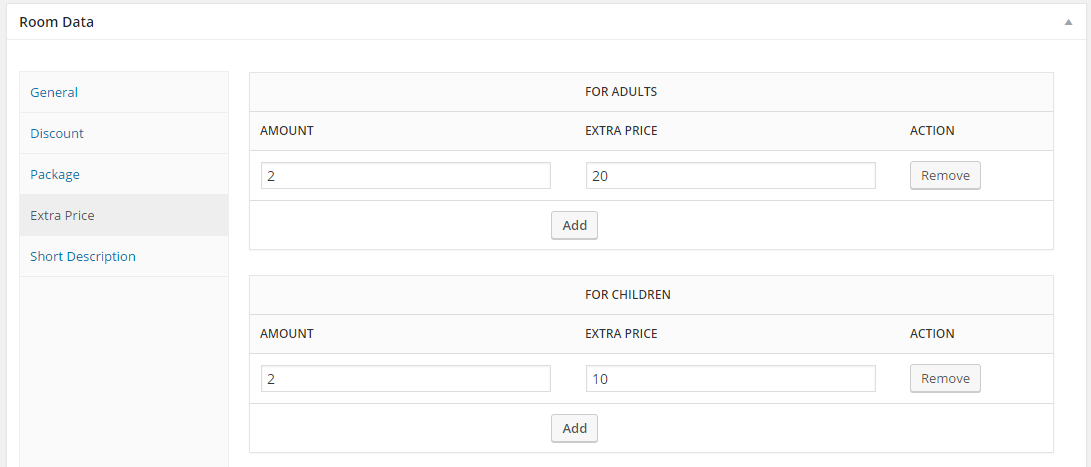 Room Data
General
Discount
Package
Extra Price
Short Description
FOR ADULTS
AMOUNT EXTRA PRICE ACTION
2 20 Remove
Add
FOR CHILDREN
AMOUNT EXTRA PRICE ACTION
2 10 Remove
Add